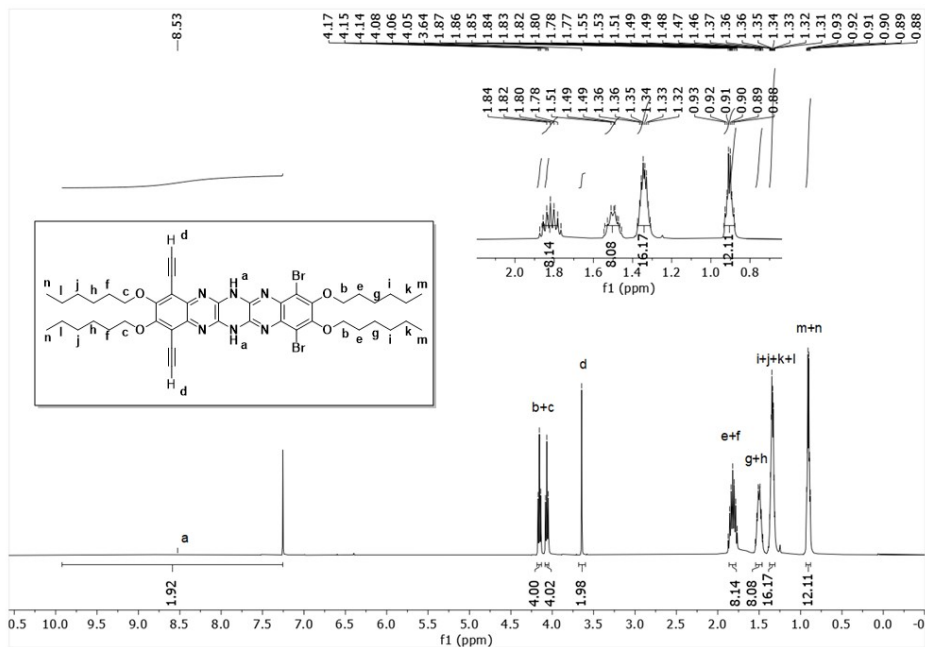 8.53 4.17 4.15 4.14 4.08 4.06 4.05 3.64 1.87 1.86 1.85 1.84 1.83 1.82 1.80 1.78 1.77 1.55 1.53 1.51 1.49 1.49 1.48 1.47 1.46 1.37 1.36 1.36 1.35 1.34 1.33 1.32 1.31 0.93 0.92 0.91 0.90 0.89 0.88
1.84 1.82 1.80 1.78 1.51 1.49 1.49 1.36 1.36 1.35 1.34 1.33 1.32 0.93 0.92 0.91 0.90 0.89 0.88
8.14 8.08 16.17 12.11
2.0 1.6 1.2 0.8
f1 (ppm)
H d
n l j h f c O N H a N Br O b e g i k m
n l j h f c O N N H a N N Br O b e g i k m
H d
a
b+c
d
e+f
g+h
i+j+k+l
m+n
1.92 4.00 4.02 1.98 8.14 8.08 16.17 12.11
0.5 10.0 9.5 9.0 8.5 8.0 7.5 7.0 6.5 6.0 5.5 5.0 4.5 4.0 3.5 3.0 2.5 2.0 1.5 1.0 0.5 0.0 -0
f1 (ppm)